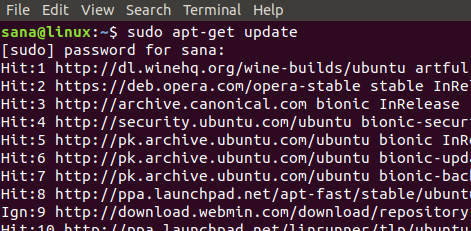 File Edit View Search Terminal Help
sana@linux:~$ sudo apt-get update
[sudo] password for sana:
Hit:1 http://dl.winehq.org/wine-builds/ubuntu artful
Hit:2 https://deb.opera.com/opera-stable stable InRe
Hit:3 http://archive.canonical.com bionic InRelease
Hit:4 http://security.ubuntu.com/ubuntu bionic-secur
Hit:5 http://pk.archive.ubuntu.com/ubuntu bionic InR
Hit:6 http://pk.archive.ubuntu.com/ubuntu bionic-upd
Hit:7 http://pk.archive.ubuntu.com/ubuntu bionic-bac
Hit:8 http://ppa.launchpad.net/apt-fast/stable/ubunt
Ign:9 http://download.webmin.com/download/repository
Hit:10 http://ppa.launchpad.net/linrunner/tlp/ubuntu